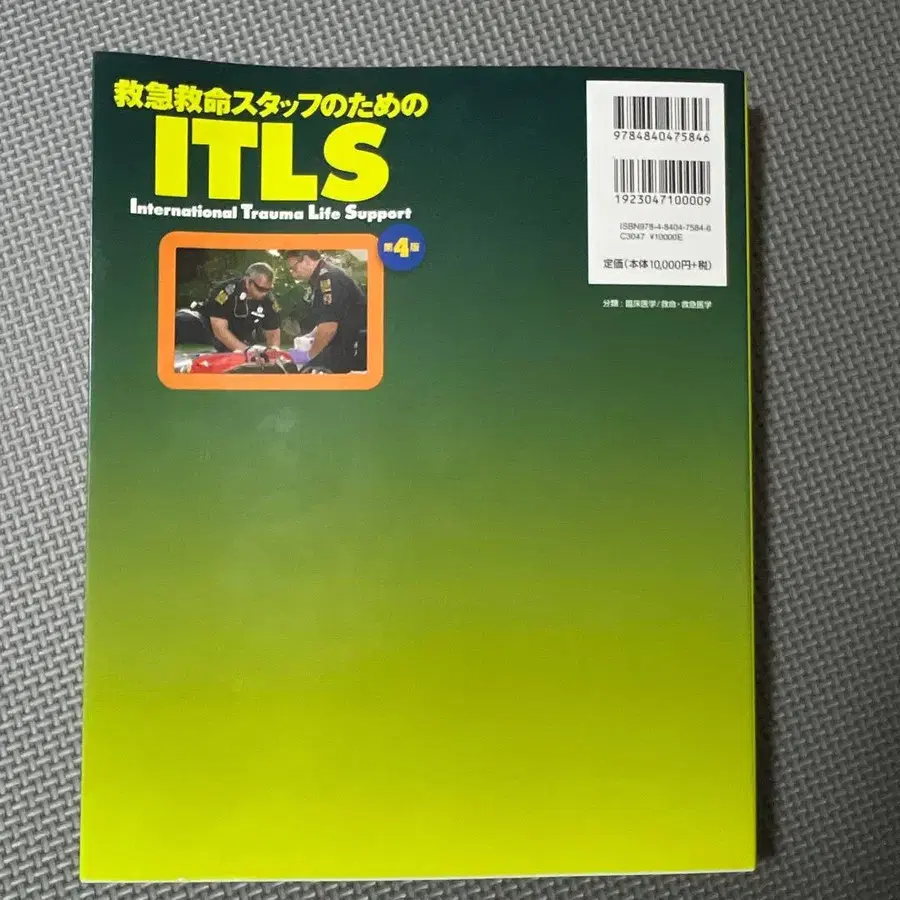 救急救命スタッフのための
ITLS
International Trauma Life Support
第4版
9784840475846
1923047100009
ISBN978-4-8404-7584-6
C3047 ¥10000E
定価(本体10,000円+税)
分類:臨床医学/救命・救急医学